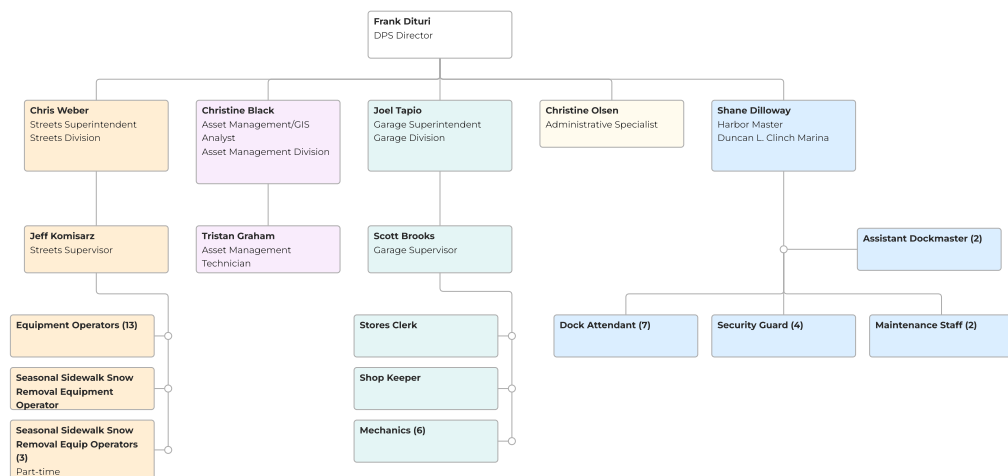 Frank Dituri
DPS Director
Chris Weber
Streets Superintendent
Streets Division
Christine Black
Asset Management/GIS
Analyst
Asset Management Division
Joel Tapio
Garage Superintendent
Garage Division
Christine Olsen
Administrative Specialist
Shane Dilloway
Harbor Master
Duncan L. Clinch Marina
Jeff Komisarz
Streets Supervisor
Tristan Graham
Asset Management
Technician
Scott Brooks
Garage Supervisor
Assistant Dockmaster (2)
Equipment Operators (13)
Stores Clerk
Dock Attendant (7)
Security Guard (4)
Maintenance Staff (2)
Seasonal Sidewalk Snow
Removal Equipment
Operator
Shop Keeper
Seasonal Sidewalk Snow
Removal Equip Operators
(3)
Part-time
Mechanics (6)